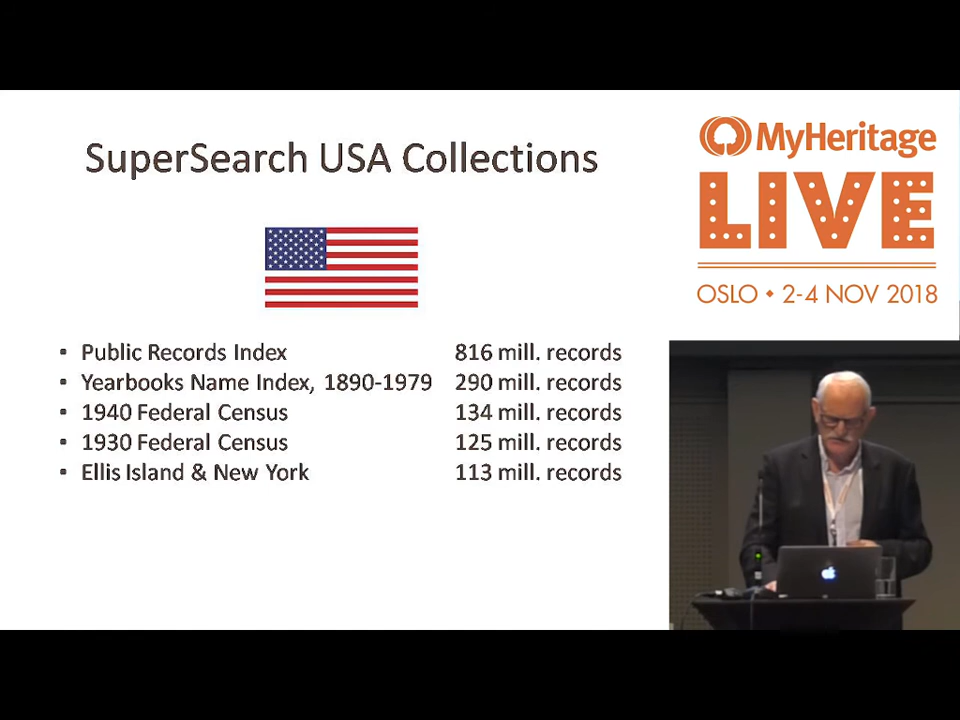 SuperSearch USA Collections
MyHeritage
LIVE
OSLO • 2-4 NOV 2018
• Public Records Index 816 mill. records
• Yearbooks Name Index, 1890-1979 290 mill. records
• 1940 Federal Census 134 mill. records
• 1930 Federal Census 125 mill. records
• Ellis Island & New York 113 mill. records